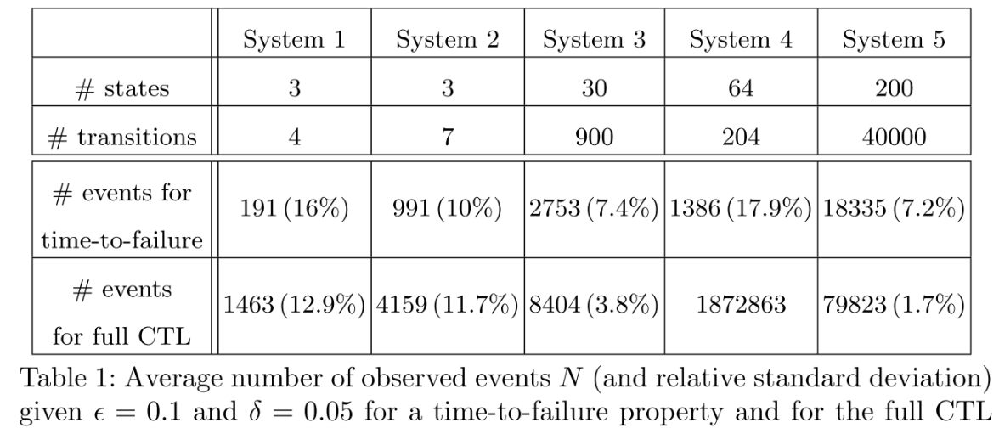 System 1 System 2 System 3 System 4 System 5
# states 3 3 30 64 200
# transitions 4 7 900 204 40000
# events for
time-to-failure 191 (16%) 991 (10%) 2753 (7.4%) 1386 (17.9%) 18335 (7.2%)
# events
for full CTL 1463 (12.9%) 4159 (11.7%) 8404 (3.8%) 1872863 79823 (1.7%)
Table 1: Average number of observed events N (and relative standard deviation)
given ϵ = 0.1 and δ = 0.05 for a time-to-failure property and for the full CTL